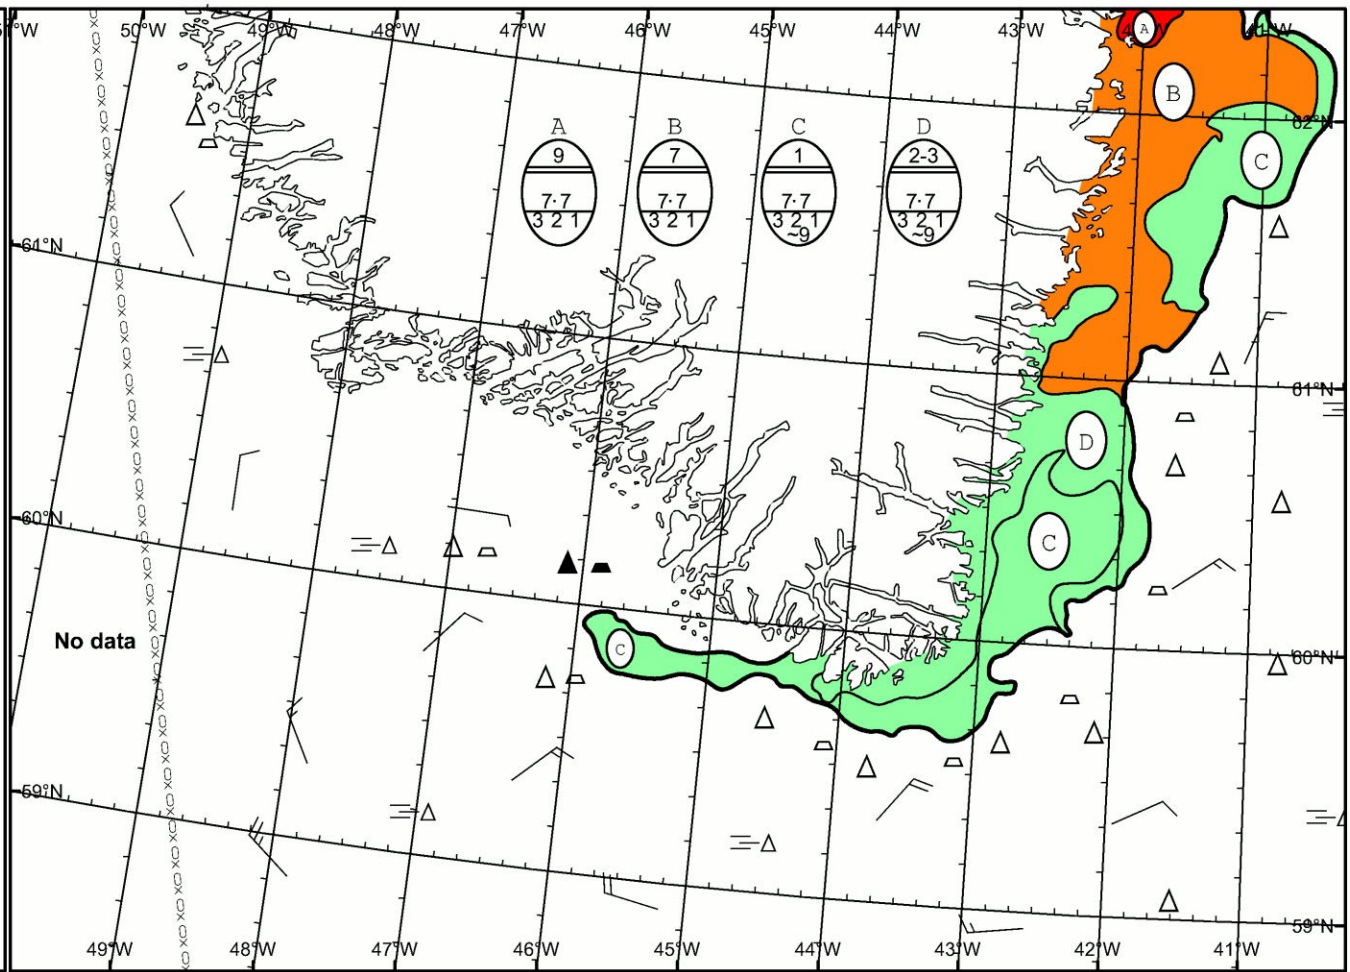 50°W 49°W 48°W 47°W 46°W 45°W 44°W 43°W 41°W
A
B
62°N
A B C D
9 7 1 2-3
C
7·7 7·7 7·7 7·7
3 2 1 3 2 1 3 2 1 3 2 1
~9 ~9
61°N
61°N
D
60°N
C
No data
C
60°N
59°N
59°N
49°W 48°W 47°W 46°W 45°W 44°W 43°W 42°W 41°W